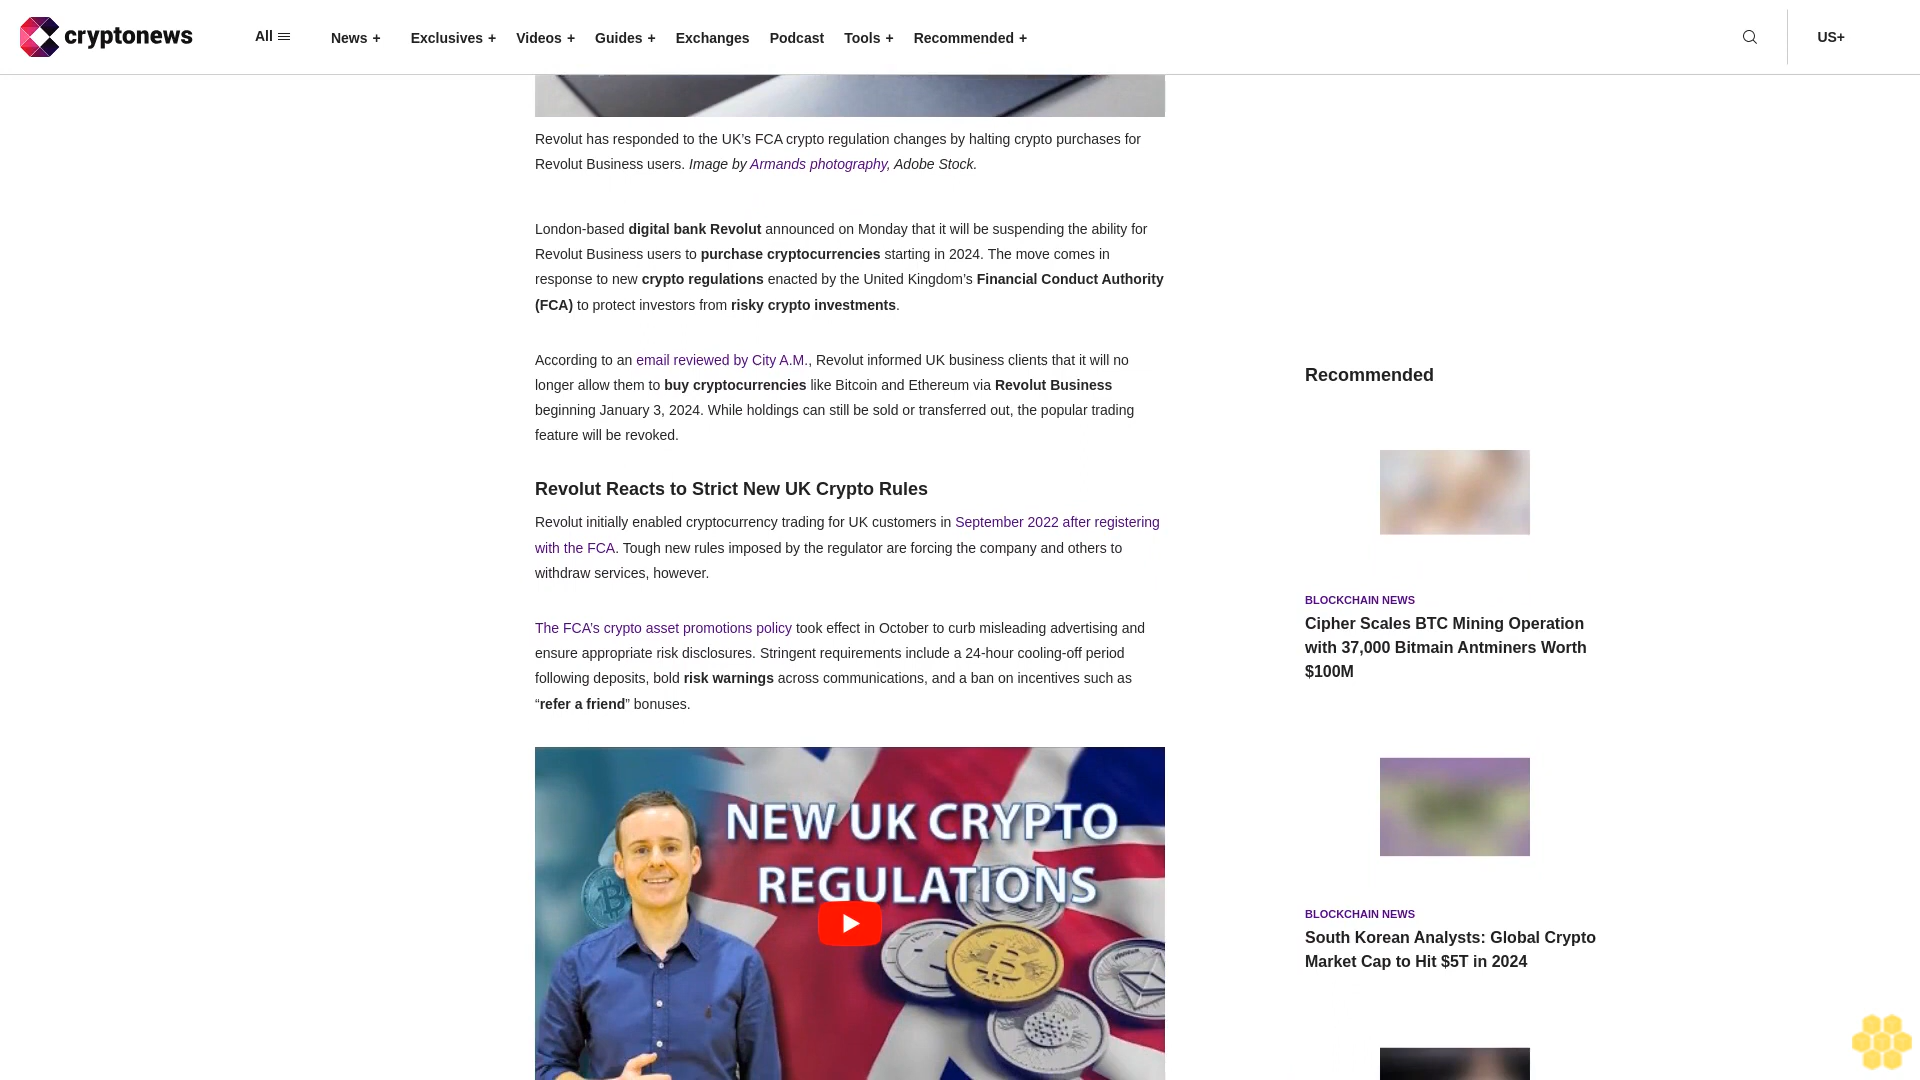 cryptonews
All
News +
Exclusives +
Videos +
Guides +
Exchanges
Podcast
Tools +
Recommended +
US+
Revolut has responded to the UK’s FCA crypto regulation changes by halting crypto purchases for
Revolut Business users. Image by Armands photography, Adobe Stock.
London-based digital bank Revolut announced on Monday that it will be suspending the ability for
Revolut Business users to purchase cryptocurrencies starting in 2024. The move comes in
response to new crypto regulations enacted by the United Kingdom’s Financial Conduct Authority
(FCA) to protect investors from risky crypto investments.
According to an email reviewed by City A.M., Revolut informed UK business clients that it will no
longer allow them to buy cryptocurrencies like Bitcoin and Ethereum via Revolut Business
beginning January 3, 2024. While holdings can still be sold or transferred out, the popular trading
feature will be revoked.
Revolut Reacts to Strict New UK Crypto Rules
Revolut initially enabled cryptocurrency trading for UK customers in September 2022 after registering
with the FCA. Tough new rules imposed by the regulator are forcing the company and others to
withdraw services, however.
The FCA’s crypto asset promotions policy took effect in October to curb misleading advertising and
ensure appropriate risk disclosures. Stringent requirements include a 24-hour cooling-off period
following deposits, bold risk warnings across communications, and a ban on incentives such as
“refer a friend” bonuses.
NEW UK CRYPTO
REGULATIONS
Recommended
BLOCKCHAIN NEWS
Cipher Scales BTC Mining Operation
with 37,000 Bitmain Antminers Worth
$100M
BLOCKCHAIN NEWS
South Korean Analysts: Global Crypto
Market Cap to Hit $5T in 2024